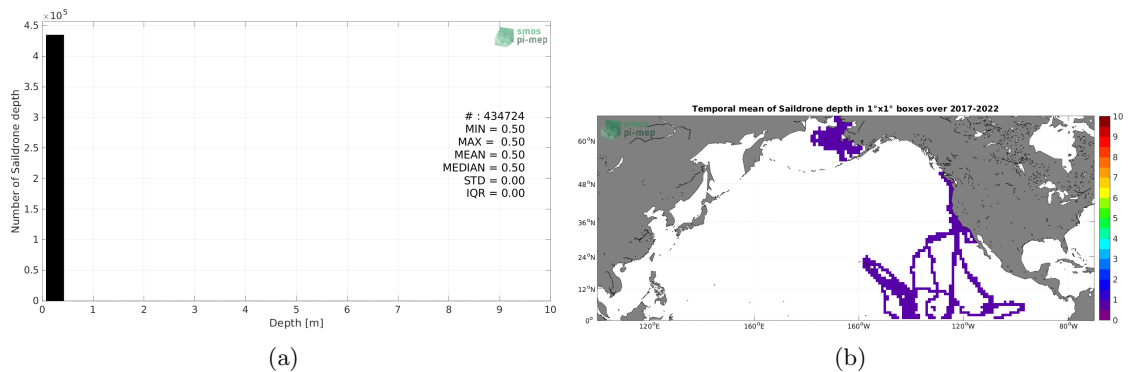 ×10⁵
4.5
4
3.5
3
2.5
2
1.5
1
0.5
0
Number of Saildrone depth
smos
pi-mep
# : 434724
MIN = 0.50
MAX = 0.50
MEAN = 0.50
MEDIAN = 0.50
STD = 0.00
IQR = 0.00
0 1 2 3 4 5 6 7 8 9 10
Depth [m]
(a)
Temporal mean of Saildrone depth in 1°x1° boxes over 2017-2022
smos
pi-mep
60°N
48°N
36°N
24°N
12°N
0°
120°E 160°E 160°W 120°W 80°W
10
9
8
7
6
5
4
3
2
1
0
(b)